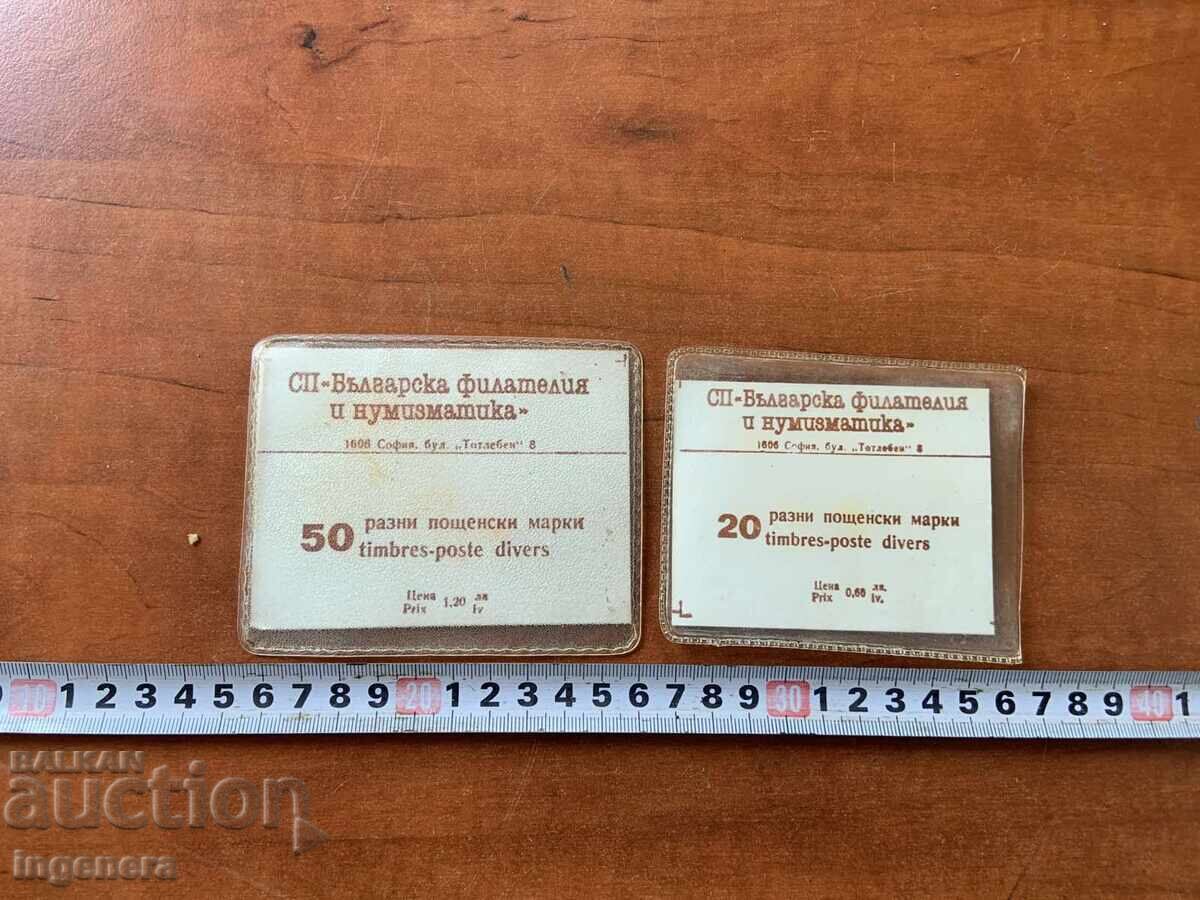 СП «Българска филателия
и нумизматика»
1606 София, бул. „Тотлебен“ 8
50 разни пощенски марки
timbres-poste divers
Цена 1,20 лв
Prix lv
СП «Българска филателия
и нумизматика»
1606 София, бул. „Тотлебен“ 8
20 разни пощенски марки
timbres-poste divers
Цена 0,60 лв.
Prix lv.
10 1 2 3 4 5 6 7 8 9 20 1 2 3 4 5 6 7 8 9 30 1 2 3 4 5 6 7 8 9 40 1
BALKAN
auction
ingenera